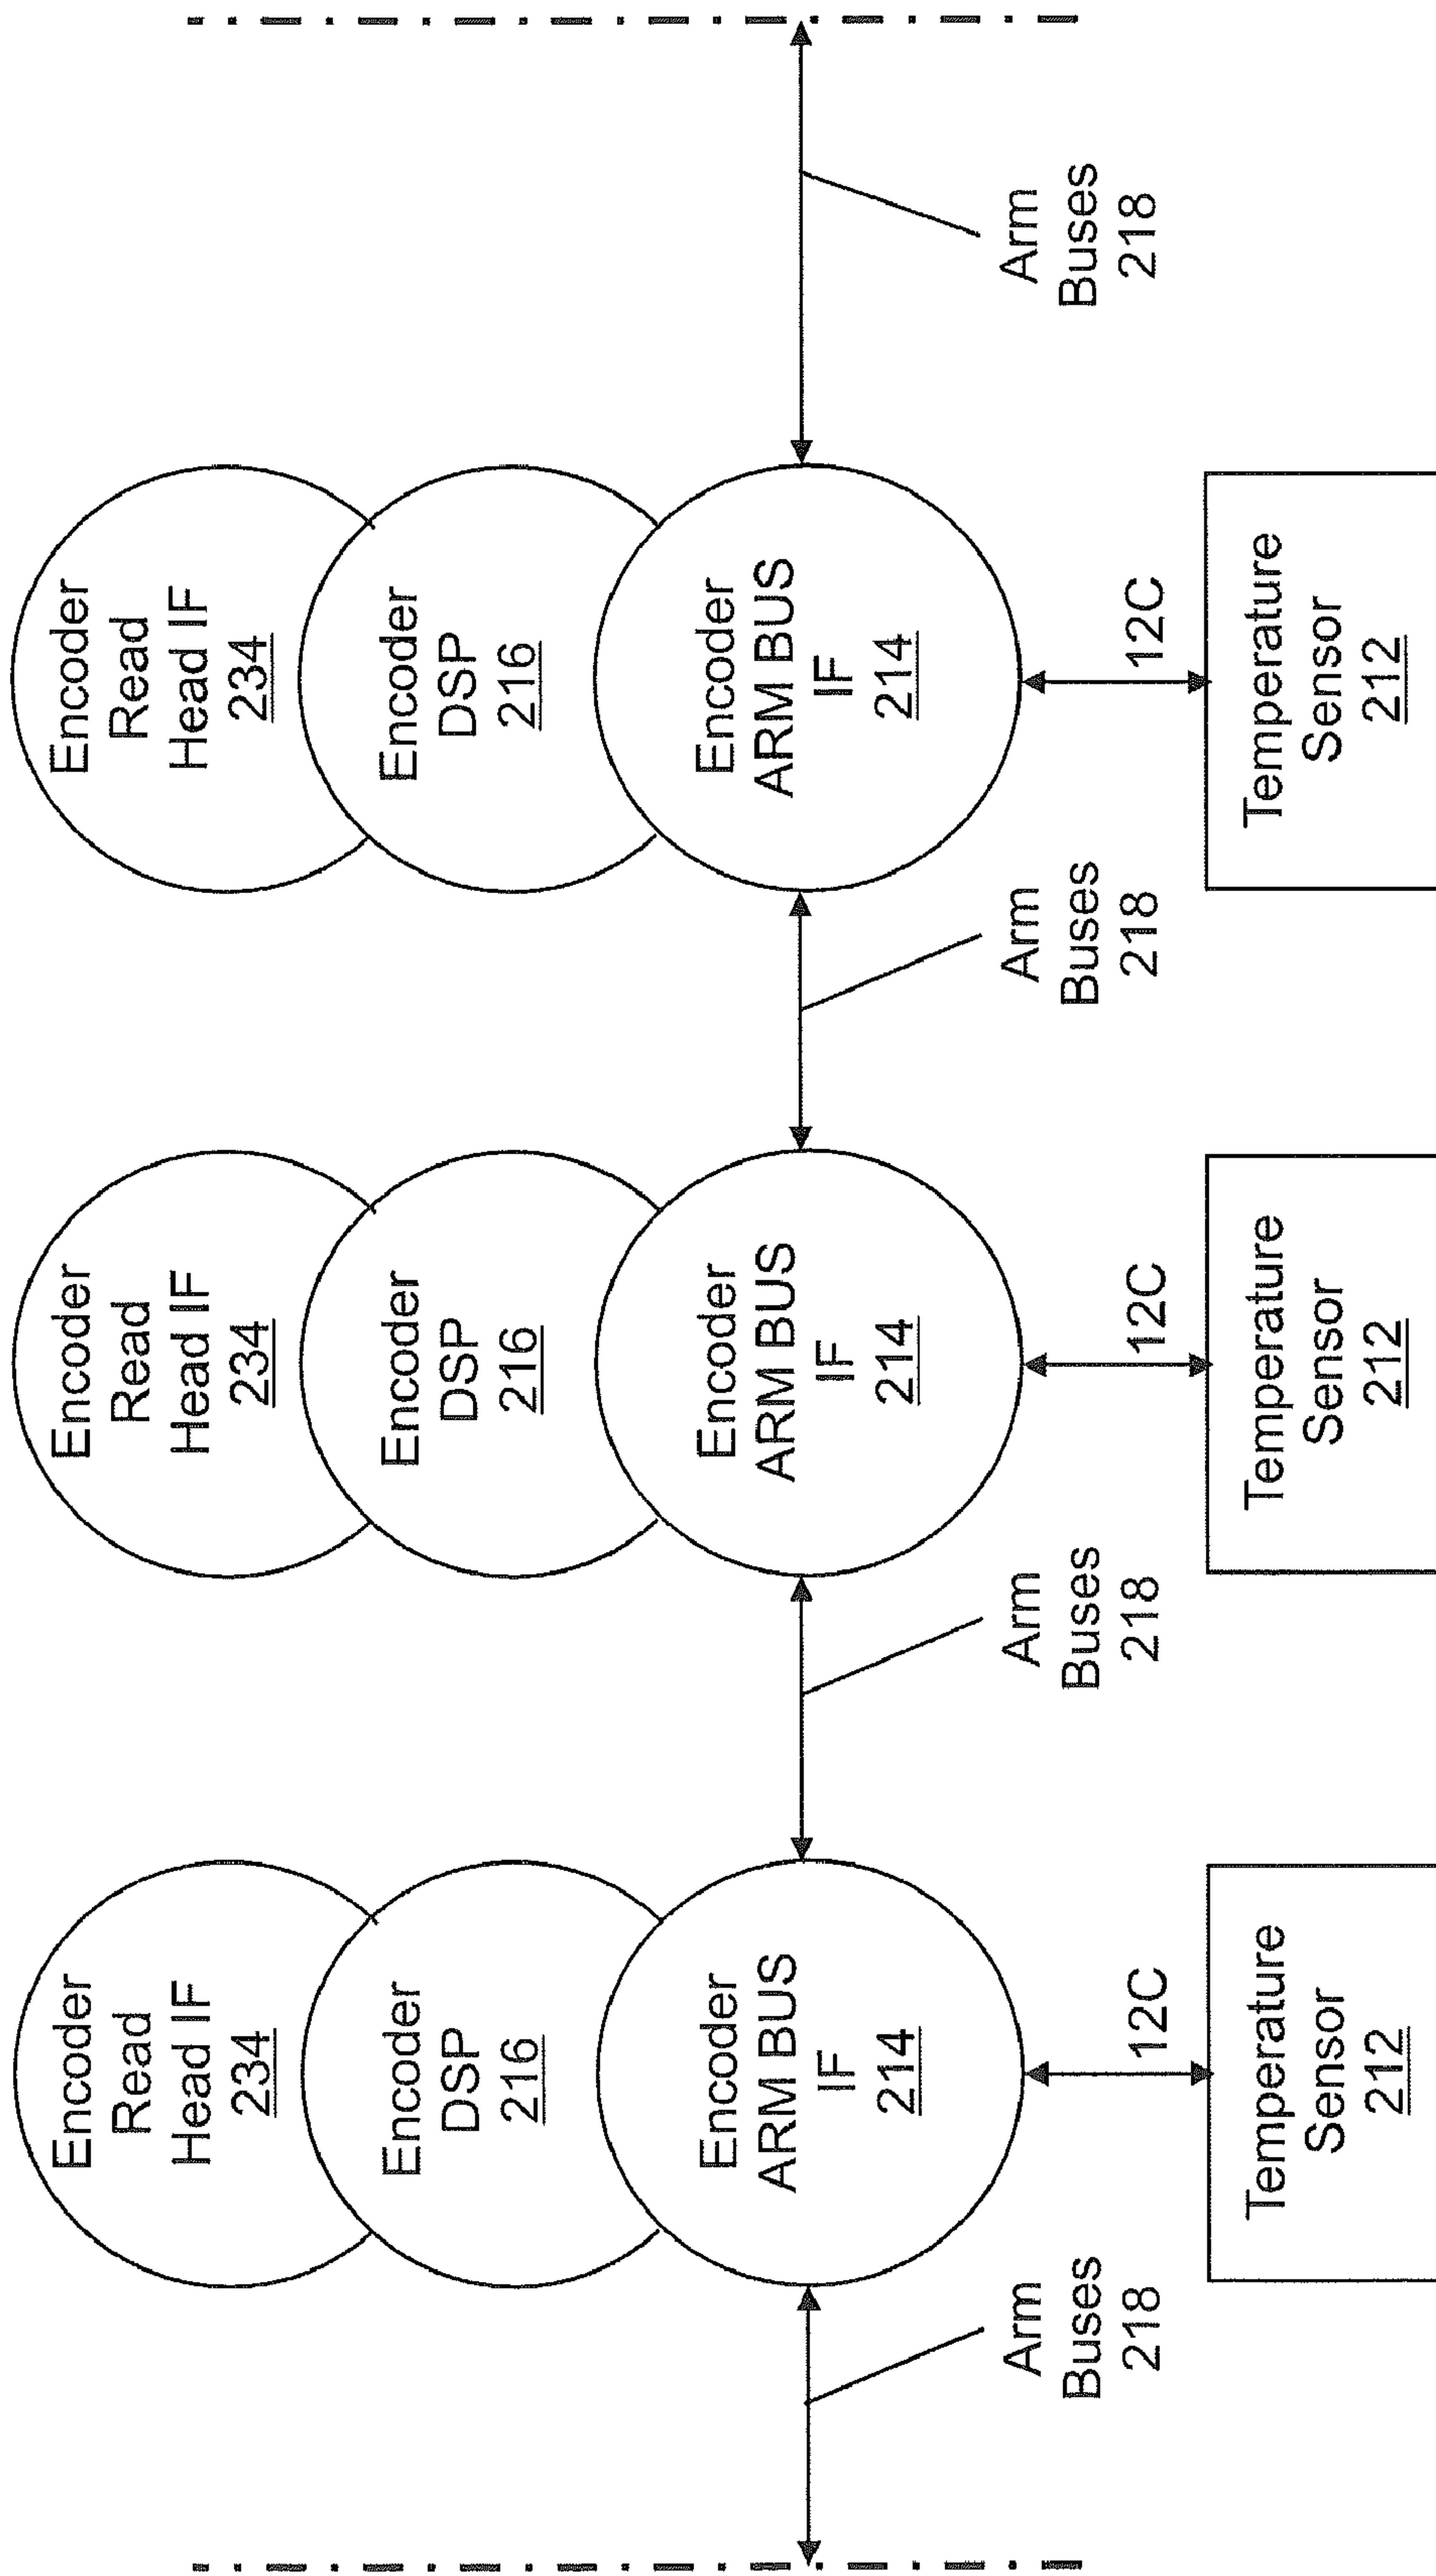 Encoder
Read
Head IF
234
Encoder
DSP
216
Encoder
ARM BUS
IF
214
12C
Temperature
Sensor
212
Arm
Buses
218
Encoder
Read
Head IF
234
Encoder
DSP
216
Encoder
ARM BUS
IF
214
12C
Temperature
Sensor
212
Arm
Buses
218
Encoder
Read
Head IF
234
Encoder
DSP
216
Encoder
ARM BUS
IF
214
12C
Temperature
Sensor
212
Arm
Buses
218
Arm
Buses
218